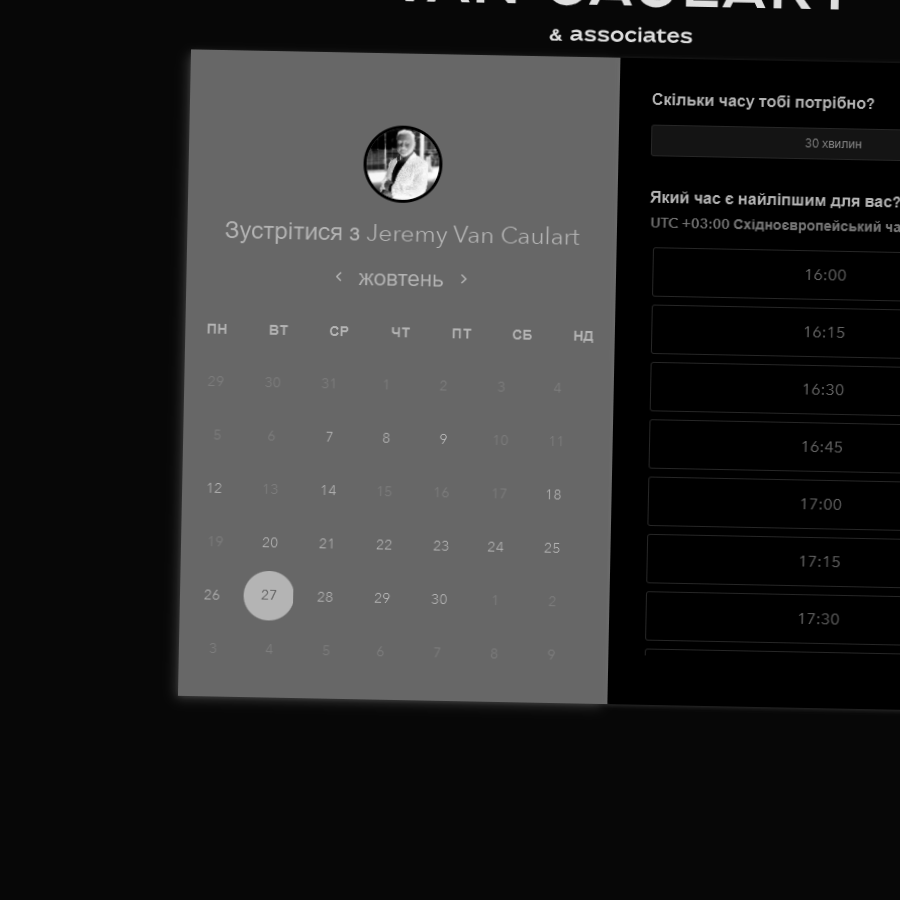 VAN CAULART
& associates
Зустрітися з Jeremy Van Caulart
‹ жовтень ›
ПН ВТ СР ЧТ ПТ СБ НД
29 30 31 1 2 3 4
5 6 7 8 9 10 11
12 13 14 15 16 17 18
19 20 21 22 23 24 25
26 27 28 29 30 1 2
3 4 5 6 7 8 9
Скільки часу тобі потрібно?
30 хвилин
Який час є найліпшим для вас?
UTC +03:00 Східноєвропейський
16:00
16:15
16:30
16:45
17:00
17:15
17:30